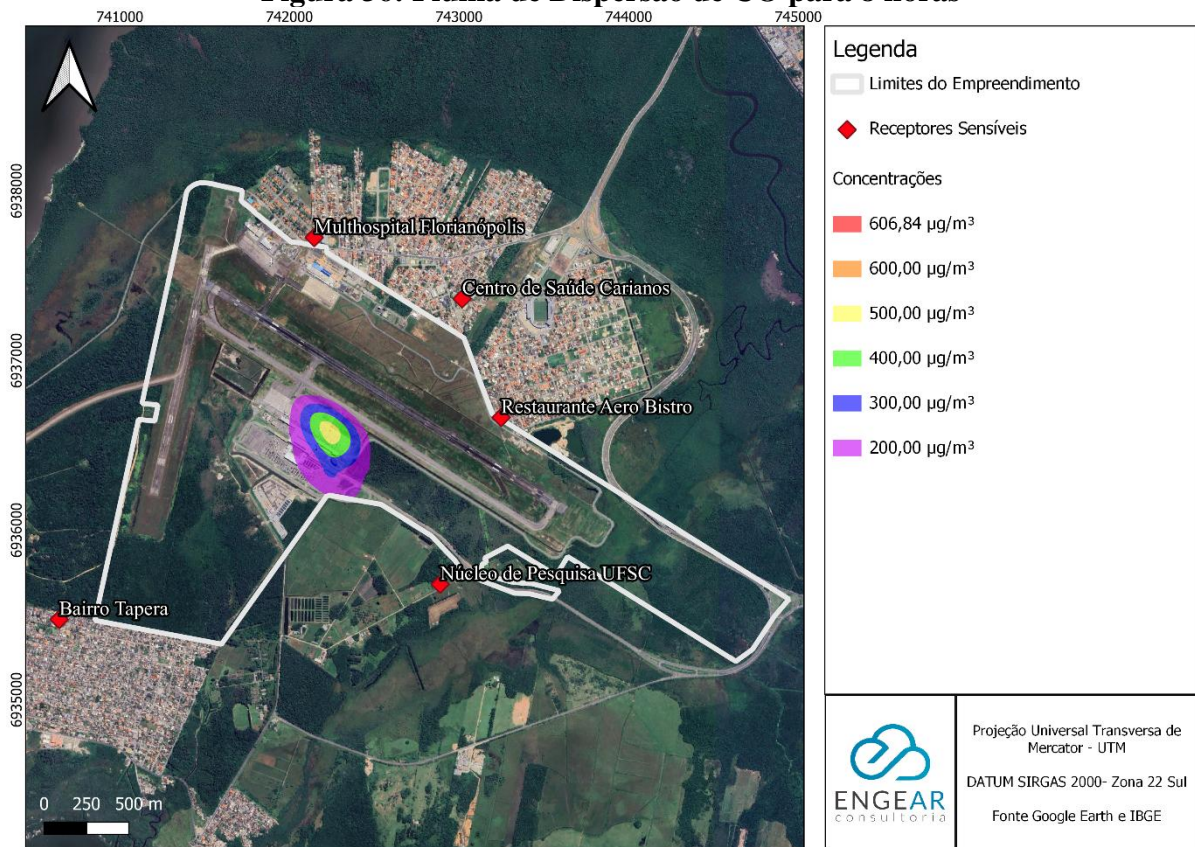 741000 742000 743000 744000 745000
6938000
6937000
6936000
6935000
Multhospital Florianópolis
Centro de Saúde Carianos
Restaurante Aero Bistro
Núcleo de Pesquisa UFSC
Bairro Tapera
0 250 500 m
Legenda
Limites do Empreendimento
Receptores Sensíveis
Concentrações
606,84 µg/m³
600,00 µg/m³
500,00 µg/m³
400,00 µg/m³
300,00 µg/m³
200,00 µg/m³
ENGEAR
consultoria
Projeção Universal Transversa de
Mercator - UTM
DATUM SIRGAS 2000- Zona 22 Sul
Fonte Google Earth e IBGE